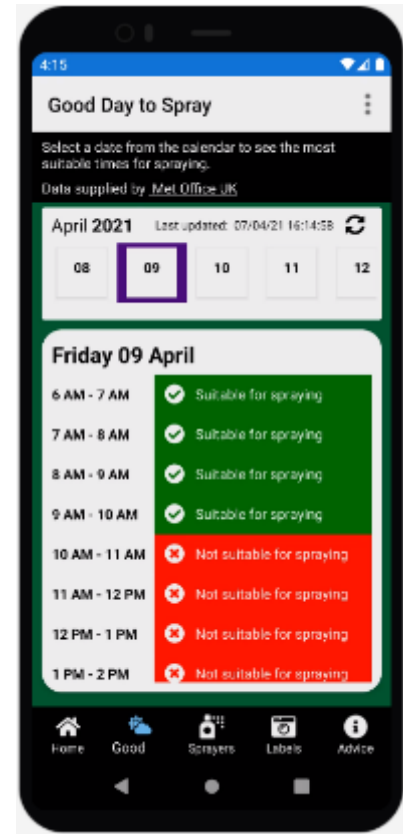 4:15
Good Day to Spray
Select a date from the calendar to see the most
suitable times for spraying.
Data supplied by Met Office UK
April 2021 Last updated: 07/04/21 16:14:58
08 09 10 11 12
Friday 09 April
6 AM - 7 AM Suitable for spraying
7 AM - 8 AM Suitable for spraying
8 AM - 9 AM Suitable for spraying
9 AM - 10 AM Suitable for spraying
10 AM - 11 AM Not suitable for spraying
11 AM - 12 PM Not suitable for spraying
12 PM - 1 PM Not suitable for spraying
1 PM - 2 PM Not suitable for spraying
Home Good Sprayers Labels Advice